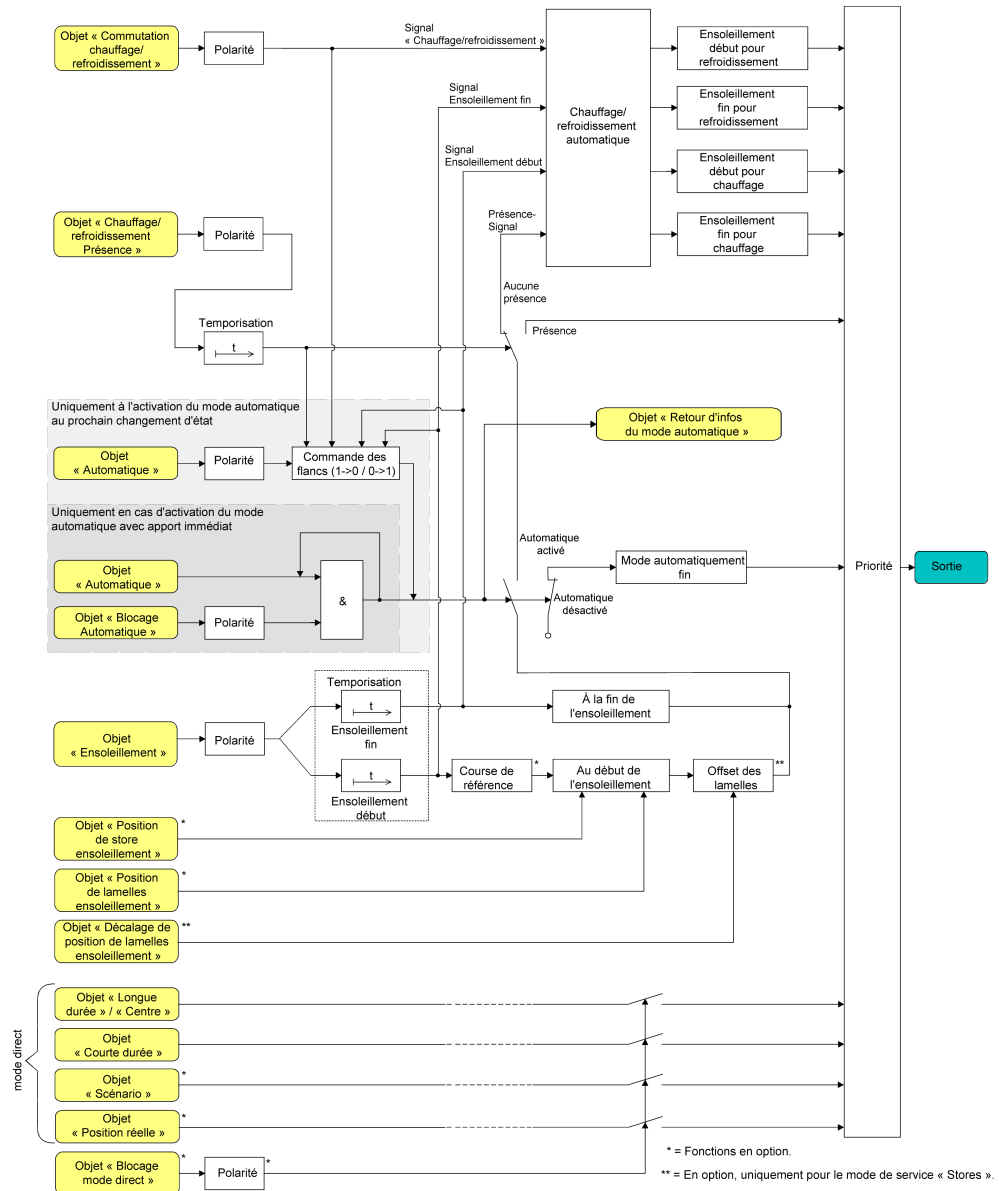 Objet « Commutation
chauffage/
refroidissement »
Polarité
Signal
« Chauffage/refroidissement »
Signal
Ensoleillement fin
Signal
Ensoleillement début
Présence-
Signal
Chauffage/
refroidissement
automatique
Ensoleillement
début pour
refroidissement
Ensoleillement
fin pour
refroidissement
Ensoleillement
début pour
chauffage
Ensoleillement
fin pour
chauffage
Objet « Chauffage/
refroidissement
Présence »
Polarité
Aucune
présence
Présence
Temporisation
t
Uniquement à l'activation du mode automatique
au prochain changement d'état
Objet
« Automatique »
Polarité
Commande des
flancs (1->0 / 0->1)
Objet « Retour d'infos
du mode automatique »
Uniquement en cas d'activation du mode
automatique avec apport immédiat
Objet
« Automatique »
Objet « Blocage
Automatique »
Polarité
&
Automatique
activé
Automatique
désactivé
Mode automatiquement
fin
Priorité
Sortie
Objet
« Ensoleillement »
Polarité
Temporisation
t
Ensoleillement
fin
t
Ensoleillement
début
À la fin de
l'ensoleillement
Course de
référence
*
Au début de
l'ensoleillement
Offset des
lamelles
**
Objet « Position
de store
ensoleillement »
*
Objet « Position
de lamelles
ensoleillement »
*
Objet « Décalage de
position de lamelles
ensoleillement »
**
mode direct
Objet « Longue
durée » / « Centre »
Objet
« Courte durée »
Objet
« Scénario »
*
Objet
« Position réelle »
*
Objet « Blocage
mode direct »
*
Polarité
*
* = Fonctions en option.
** = En option, uniquement pour le mode de service « Stores ».